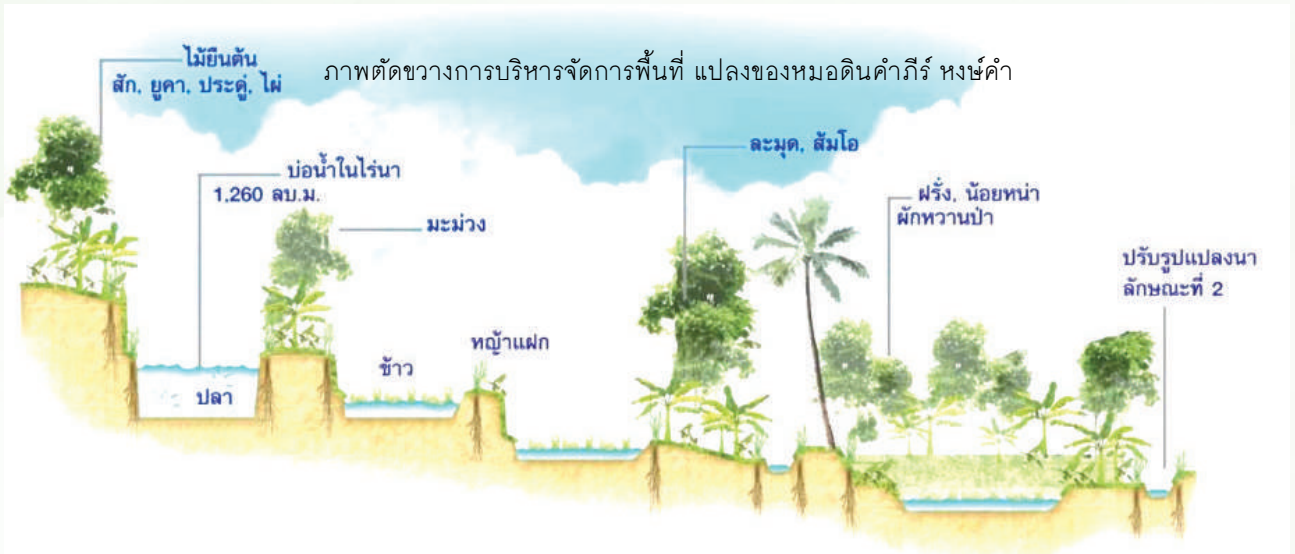 ภาพตัดขวางการบริหารจัดการพื้นที่ แปลงของหมอดินคำภีร์ หงษ์คำ
ไม้ยืนต้น
สัก, ยูคา, ประดู่, ไผ่
บ่อน้ำในไร่นา
1,260 ลบ.ม.
มะม่วง
ละมุด, ส้มโอ
ฝรั่ง, น้อยหน่า
ผักหวานป่า
ปรับรูปแปลงนา
ลักษณะที่ 2
หญ้าแฝก
ข้าว
ปลา